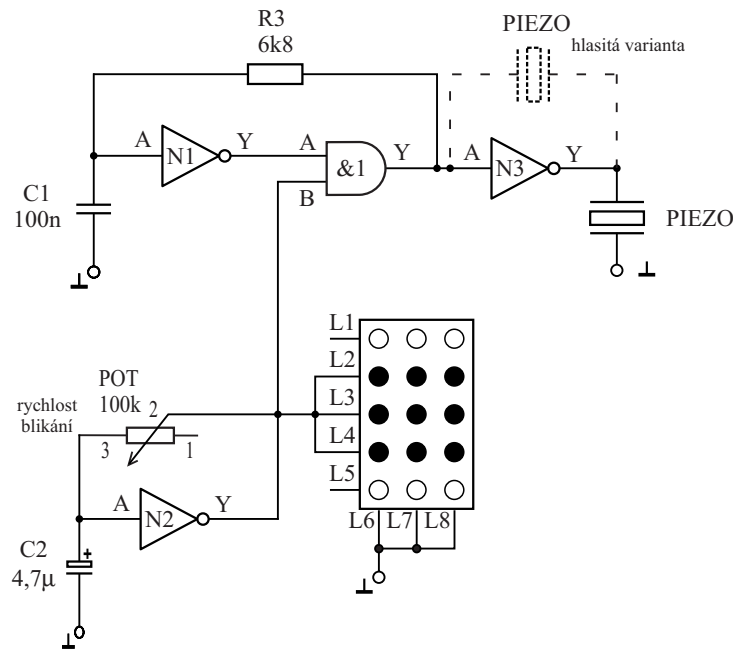 R3
6k8
PIEZO
hlasitá varianta
A
N1
Y
A
B
&1
Y
A
N3
Y
C1
100n
PIEZO
L1
L2
L3
L4
L5
L6
L7
L8
POT
100k
rychlost
blikání
2
3
1
A
N2
Y
C2
+
4,7µ